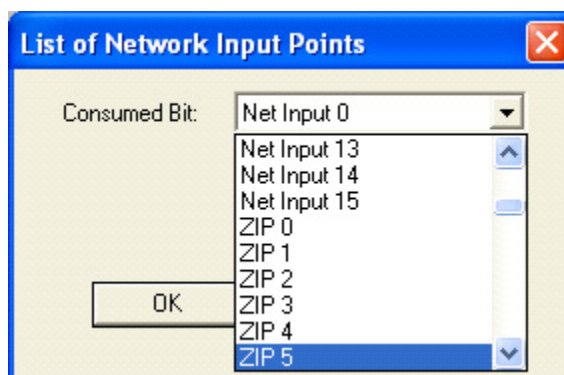 List of Network Input Points
Consumed Bit: Net Input 0
Net Input 13
Net Input 14
Net Input 15
ZIP 0
ZIP 1
ZIP 2
ZIP 3
OK
ZIP 4
ZIP 5